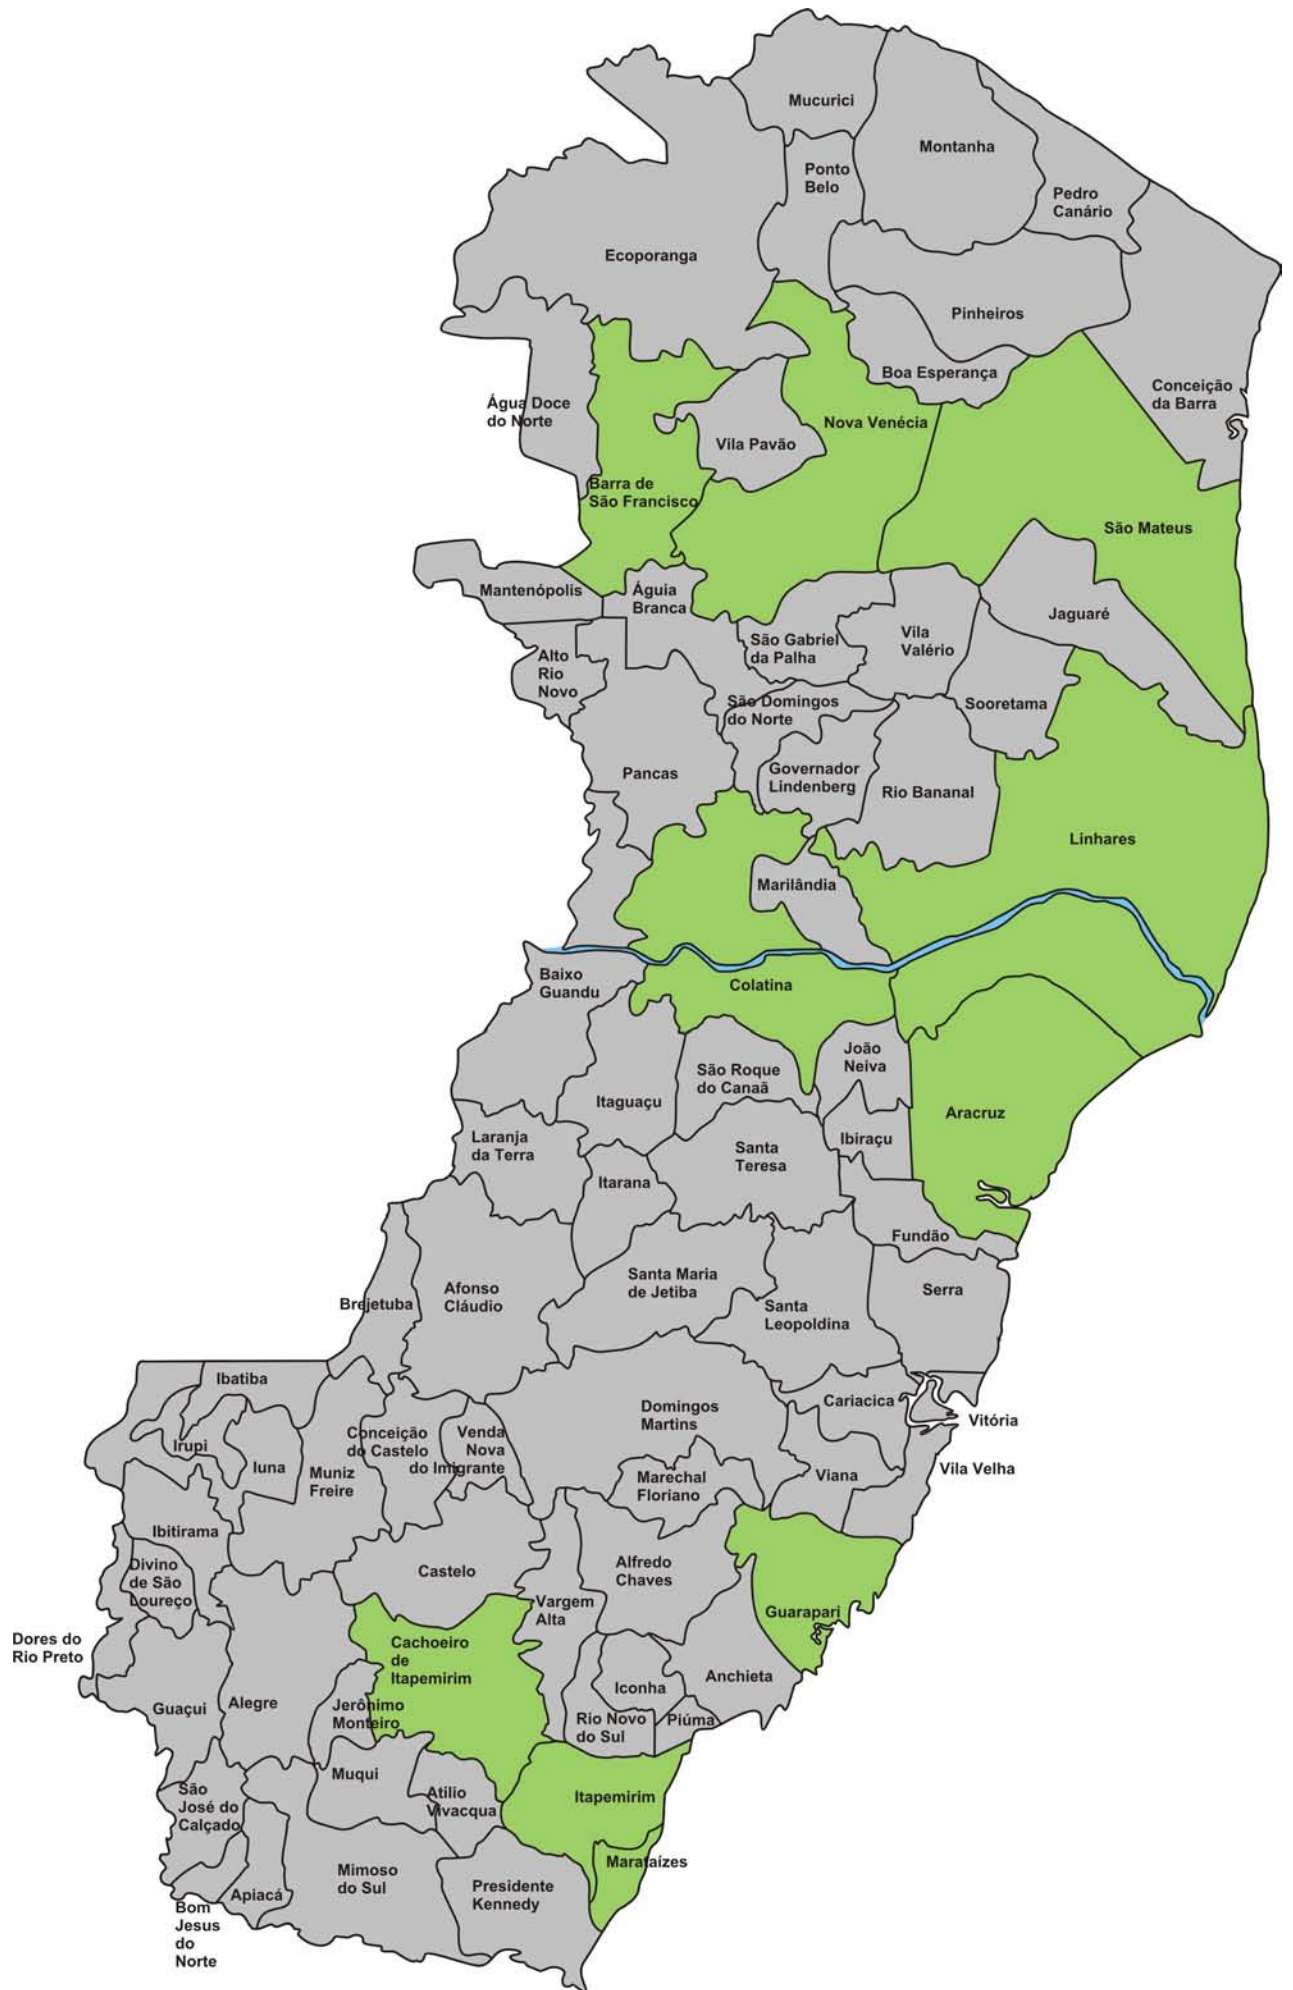 Mucurici
Montanha
Ponto
Belo
Pedro
Canário
Ecoporanga
Pinheiros
Boa Esperança
Conceição
da Barra
Água Doce
do Norte
Nova Venécia
Vila Pavão
Barra de
São Francisco
São Mateus
Mantenópolis
Águia
Branca
Jaguaré
São Gabriel
da Palha
Vila
Valério
Alto
Rio
Novo
São Domingos
do Norte
Sooretama
Pancas
Governador
Lindenberg
Rio Bananal
Linhares
Marilândia
Baixo
Guandu
Colatina
João
Neiva
São Roque
do Canaã
Itaguaçu
Aracruz
Laranja
da Terra
Ibiraçu
Santa
Teresa
Itarana
Fundão
Santa Maria
de Jetiba
Afonso
Cláudio
Serra
Brejetuba
Santa
Leopoldina
Ibatiba
Domingos
Martins
Cariacica
Vitória
Conceição
do Castelo
Venda
Nova
do Imigrante
Irupi
Iuna
Muniz
Freire
Marechal
Floriano
Viana
Vila Velha
Ibitirama
Divino
de São
Loureço
Castelo
Alfredo
Chaves
Vargem
Alta
Guarapari
Dores do
Rio Preto
Cachoeiro
de
Itapemirim
Anchieta
Iconha
Guaçui
Alegre
Jerônimo
Monteiro
Rio Novo
do Sul
Piúma
Muqui
São
José do
Calçado
Atilio
Vivacqua
Itapemirim
Marataízes
Mimoso
do Sul
Presidente
Kennedy
Apiacá
Bom
Jesus
do
Norte